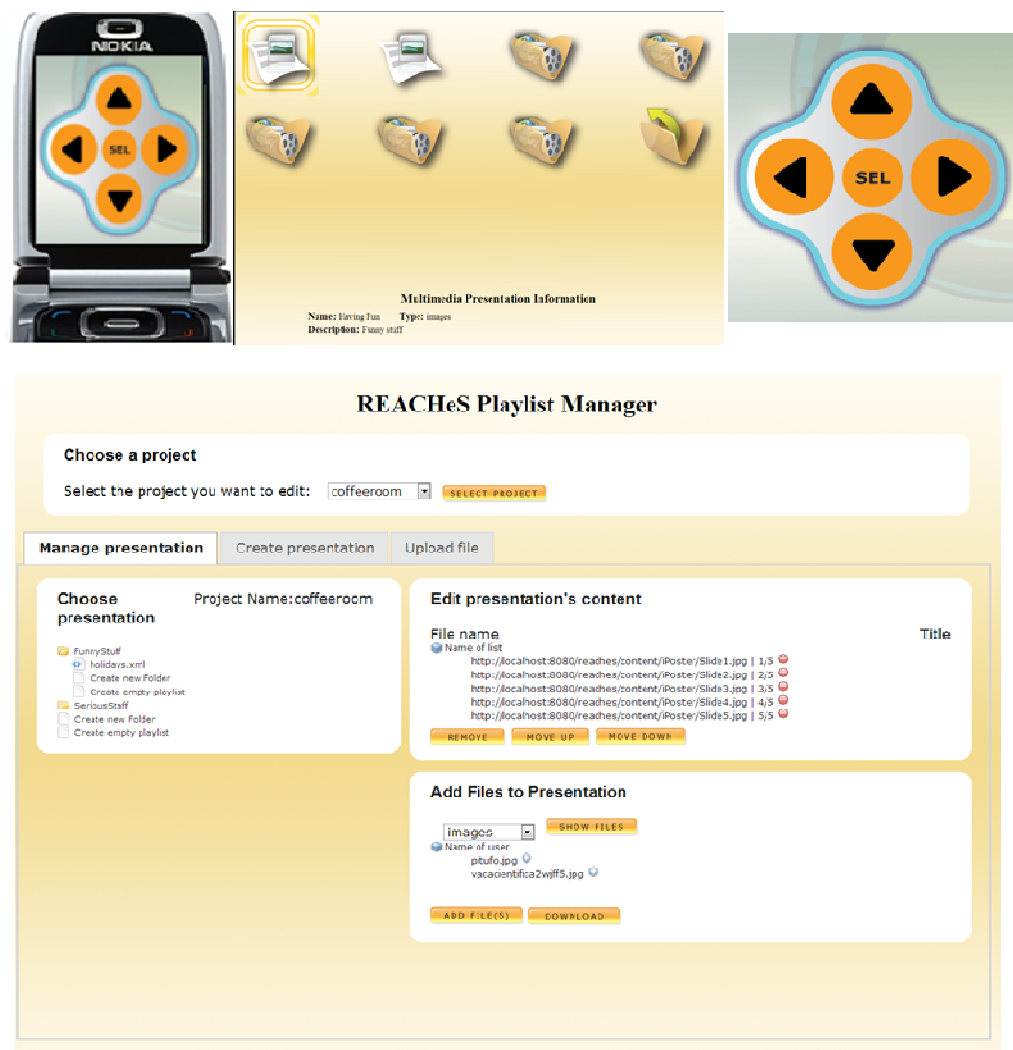 NOKIA
SEL
Multimedia Presentation Information
Name: Having Fun Type: images
Description: Funny stuff
SEL
REACHeS Playlist Manager
Choose a project
Select the project you want to edit: coffeeroom SELECT PROJECT
Manage presentation Create presentation Upload file
Choose presentation Project Name:coffeeroom
FunnyStuff
holidays.xml
Create new Folder
Create empty playlist
SeriousStaff
Create new Folder
Create empty playlist
Edit presentation's content
File name Title
Name of list
http://localhost:8080/reaches/content/iPoster/Slide1.jpg | 1/5
http://localhost:8080/reaches/content/iPoster/Slide2.jpg | 2/5
http://localhost:8080/reaches/content/iPoster/Slide3.jpg | 3/5
http://localhost:8080/reaches/content/iPoster/Slide4.jpg | 4/5
http://localhost:8080/reaches/content/iPoster/Slide5.jpg | 5/5
REMOVE MOVE UP MOVE DOWN
Add Files to Presentation
images SHOW FILES
Name of user
pitufo.jpg
vacacientifica2wjff5.jpg
ADD FILE(S) DOWNLOAD